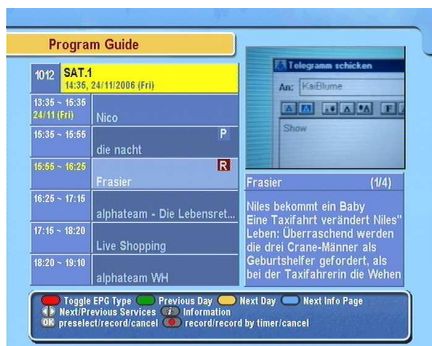 Program Guide
1012 SAT.1
14:35, 24/11/2006 (Fri)
13:35 ~ 15:35
24/11 (Fri)
Nico
15:35 ~ 15:55
P
die nacht
15:55 ~ 16:25
R
Frasier
16:25 ~ 17:15
alphateam - Die Lebensret...
17:15 ~ 18:20
Live Shopping
18:20 ~ 19:10
alphateam WH
Telegramm schicken
An: KaiBlume
A A A A F
Show
Frasier (1/4)
Niles bekommt ein Baby
Eine Taxifahrt verändert Niles"
Leben: Überraschend werden
die drei Crane-Männer als
Geburtshelfer gefordert, als
bei der Taxifahrerin die Wehen
Toggle EPG Type Previous Day Next Day Next Info Page
Next/Previous Services i Information
OK preselect/record/cancel record/record by timer/cancel